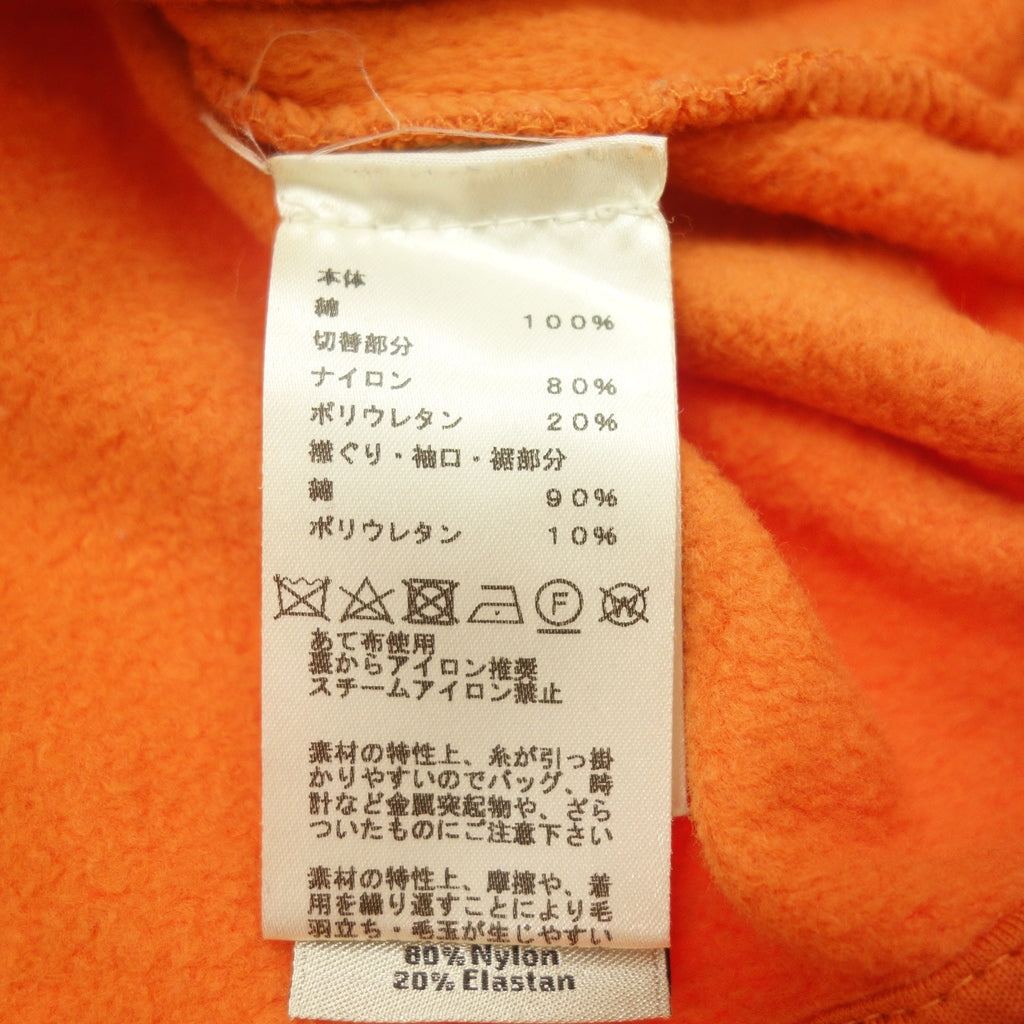 本体
綿 100%
切替部分
ナイロン 80%
ポリウレタン 20%
襟ぐり・袖口・裾部分
綿 90%
ポリウレタン 10%
F W
あて布使用
裏からアイロン推奨
スチームアイロン禁止
素材の特性上、糸が引っ掛
かりやすいのでバッグ、時
計など金属突起物や、ざら
ついたものにご注意下さい
素材の特性上、摩擦や、着
用を繰り返すことにより毛
羽立ち・毛玉が生じやすい
80% Nylon
20% Elastan